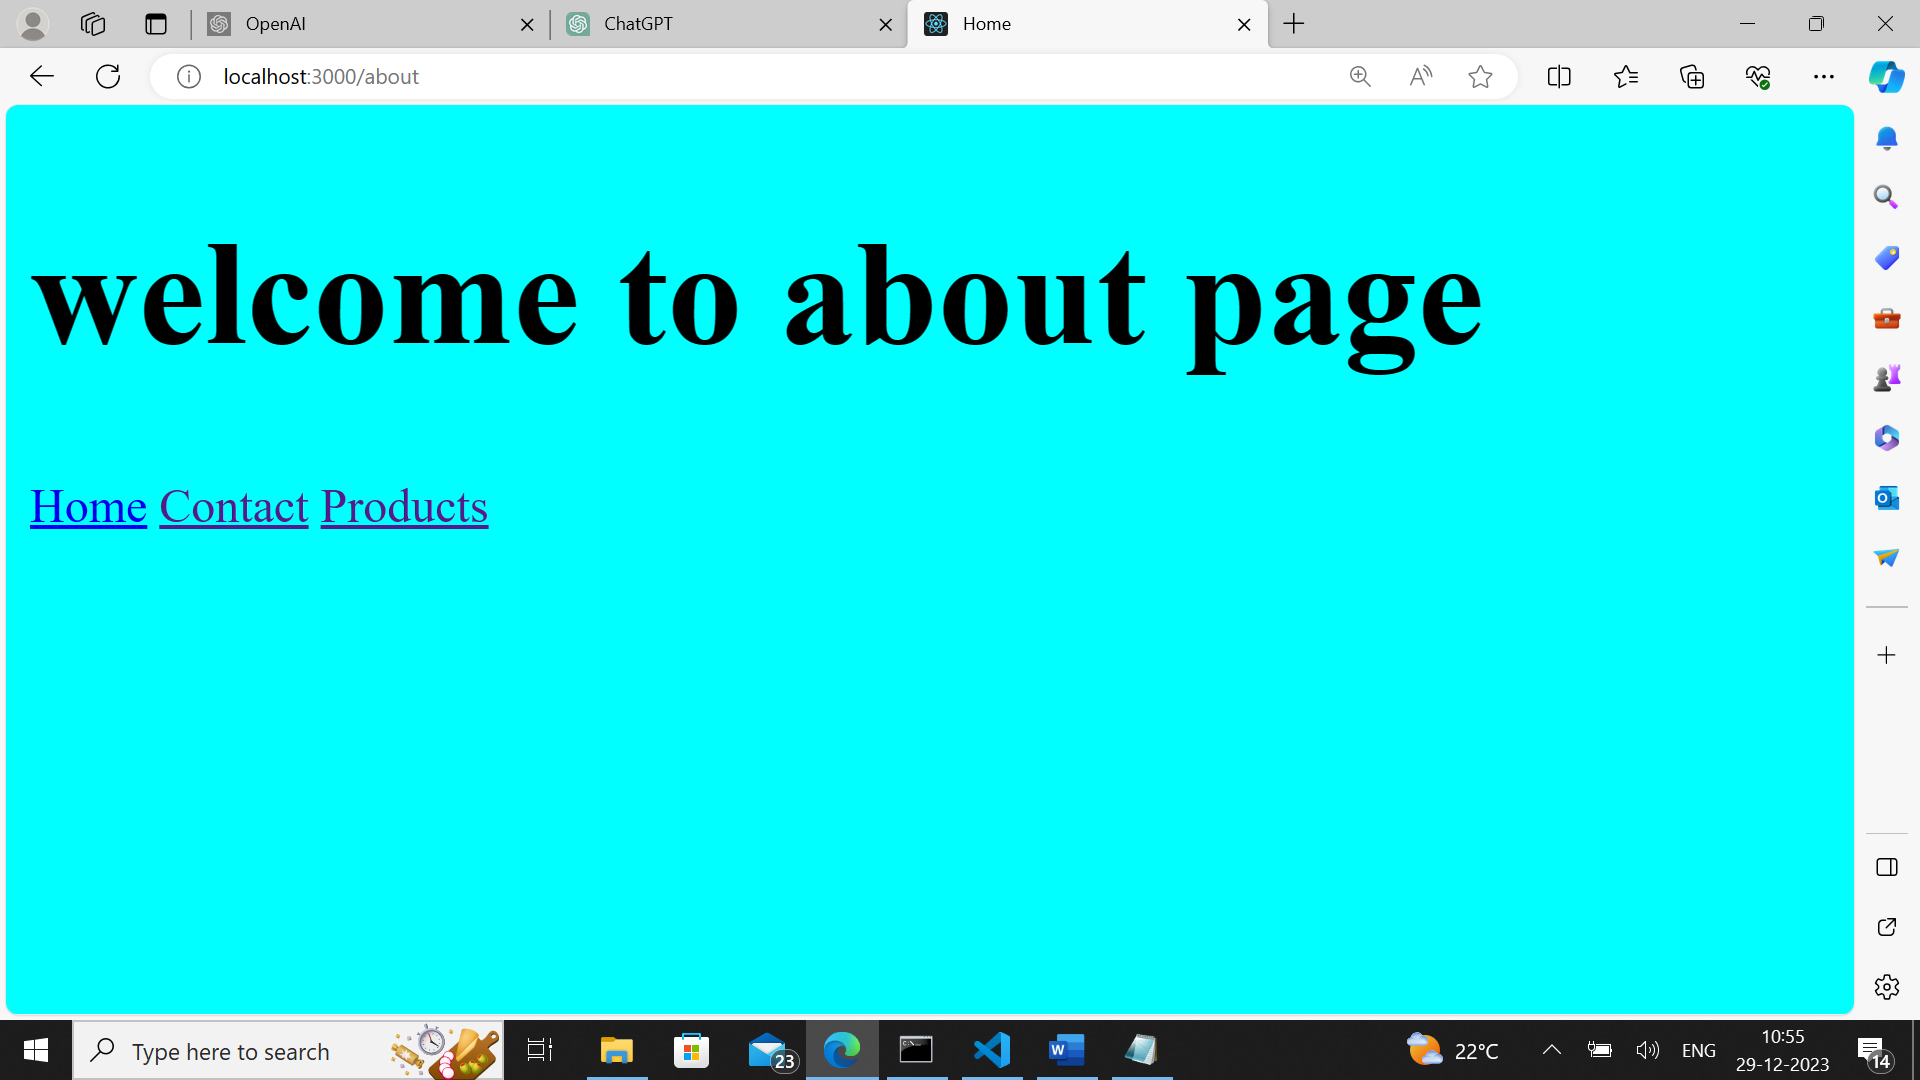 OpenAI
ChatGPT
Home
localhost:3000/about
welcome to about page
Home Contact Products
Type here to search
23
22°C
ENG
10:55
29-12-2023
14